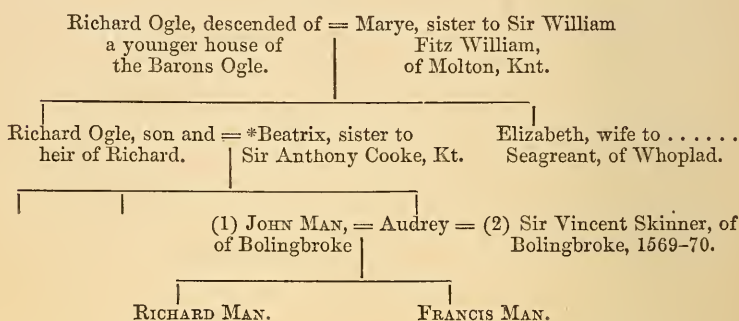 Richard Ogle, descended of = Marye, sister to Sir William
a younger house of Fitz William,
the Barons Ogle. of Molton, Knt.
Richard Ogle, son and = *Beatrix, sister to Elizabeth, wife to . . . . . .
heir of Richard. Sir Anthony Cooke, Kt. Seagreant, of Whoplad.
(1) JOHN MAN, = Audrey = (2) Sir Vincent Skinner, of
of Bolingbroke Bolingbroke, 1569-70.
RICHARD MAN. FRANCIS MAN.